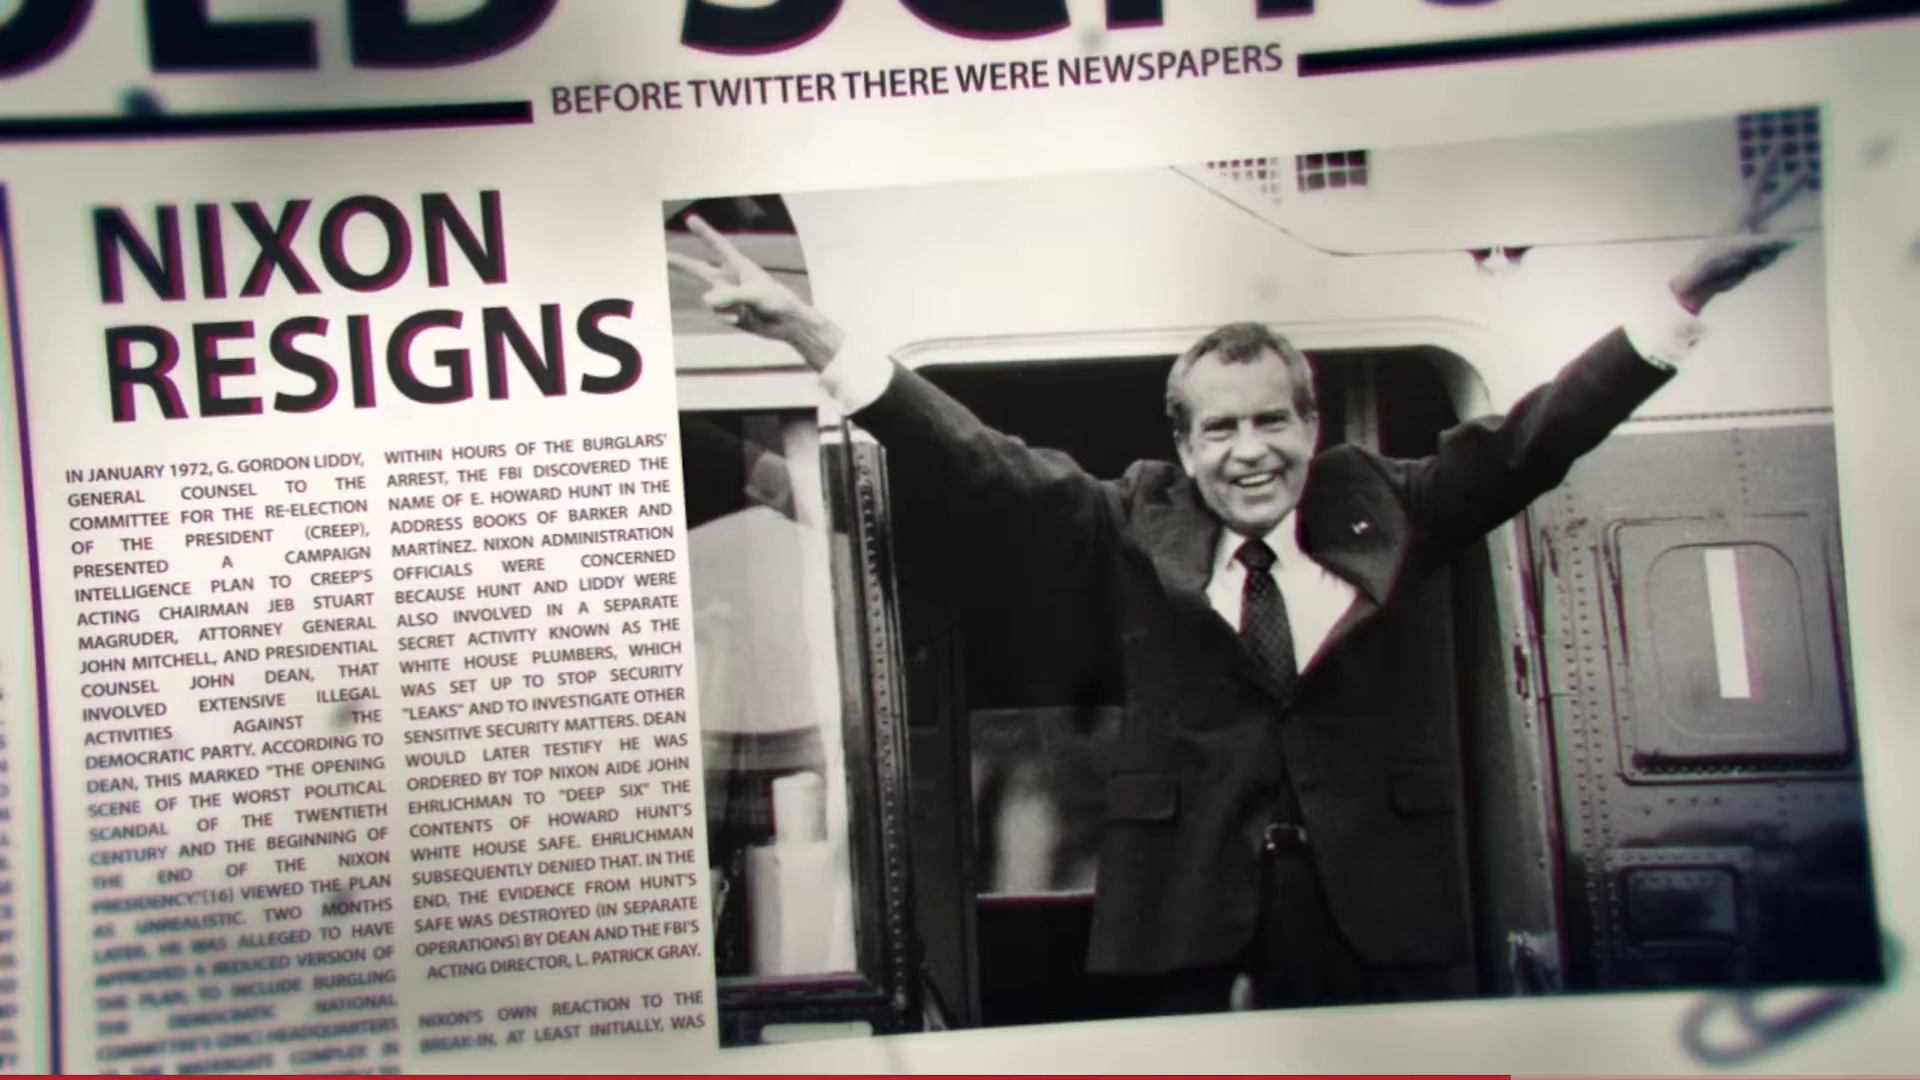 BEFORE TWITTER THERE WERE NEWSPAPERS
NIXON
RESIGNS
IN JANUARY 1972, G. GORDON LIDDY,
GENERAL COUNSEL TO THE
COMMITTEE FOR THE RE-ELECTION
OF THE PRESIDENT (CREEP),
PRESENTED A CAMPAIGN
INTELLIGENCE PLAN TO CREEP'S
ACTING CHAIRMAN JEB STUART
MAGRUDER, ATTORNEY GENERAL
JOHN MITCHELL, AND PRESIDENTIAL
COUNSEL JOHN DEAN, THAT
INVOLVED EXTENSIVE ILLEGAL
ACTIVITIES AGAINST THE
DEMOCRATIC PARTY. ACCORDING TO
DEAN, THIS MARKED "THE OPENING
SCENE OF THE WORST POLITICAL
SCANDAL OF THE TWENTIETH
CENTURY AND THE BEGINNING OF
THE END OF THE NIXON
PRESIDENCY."[16] VIEWED THE PLAN
AS UNREALISTIC. TWO MONTHS
LATER, HE WAS ALLEGED TO HAVE
APPROVED A REDUCED VERSION OF
THE PLAN, TO INCLUDE BURGLING
THE DEMOCRATIC NATIONAL
COMMITTEE'S (DNC) HEADQUARTERS
AT THE WATERGATE COMPLEX IN
WITHIN HOURS OF THE BURGLARS'
ARREST, THE FBI DISCOVERED THE
NAME OF E. HOWARD HUNT IN THE
ADDRESS BOOKS OF BARKER AND
MARTÍNEZ. NIXON ADMINISTRATION
OFFICIALS WERE CONCERNED
BECAUSE HUNT AND LIDDY WERE
ALSO INVOLVED IN A SEPARATE
SECRET ACTIVITY KNOWN AS THE
WHITE HOUSE PLUMBERS, WHICH
WAS SET UP TO STOP SECURITY
"LEAKS" AND TO INVESTIGATE OTHER
SENSITIVE SECURITY MATTERS. DEAN
WOULD LATER TESTIFY HE WAS
ORDERED BY TOP NIXON AIDE JOHN
EHRLICHMAN TO "DEEP SIX" THE
CONTENTS OF HOWARD HUNT'S
WHITE HOUSE SAFE. EHRLICHMAN
SUBSEQUENTLY DENIED THAT. IN THE
END, THE EVIDENCE FROM HUNT'S
SAFE WAS DESTROYED (IN SEPARATE
OPERATIONS) BY DEAN AND THE FBI'S
ACTING DIRECTOR, L. PATRICK GRAY.
NIXON'S OWN REACTION TO THE
BREAK-IN, AT LEAST INITIALLY, WAS